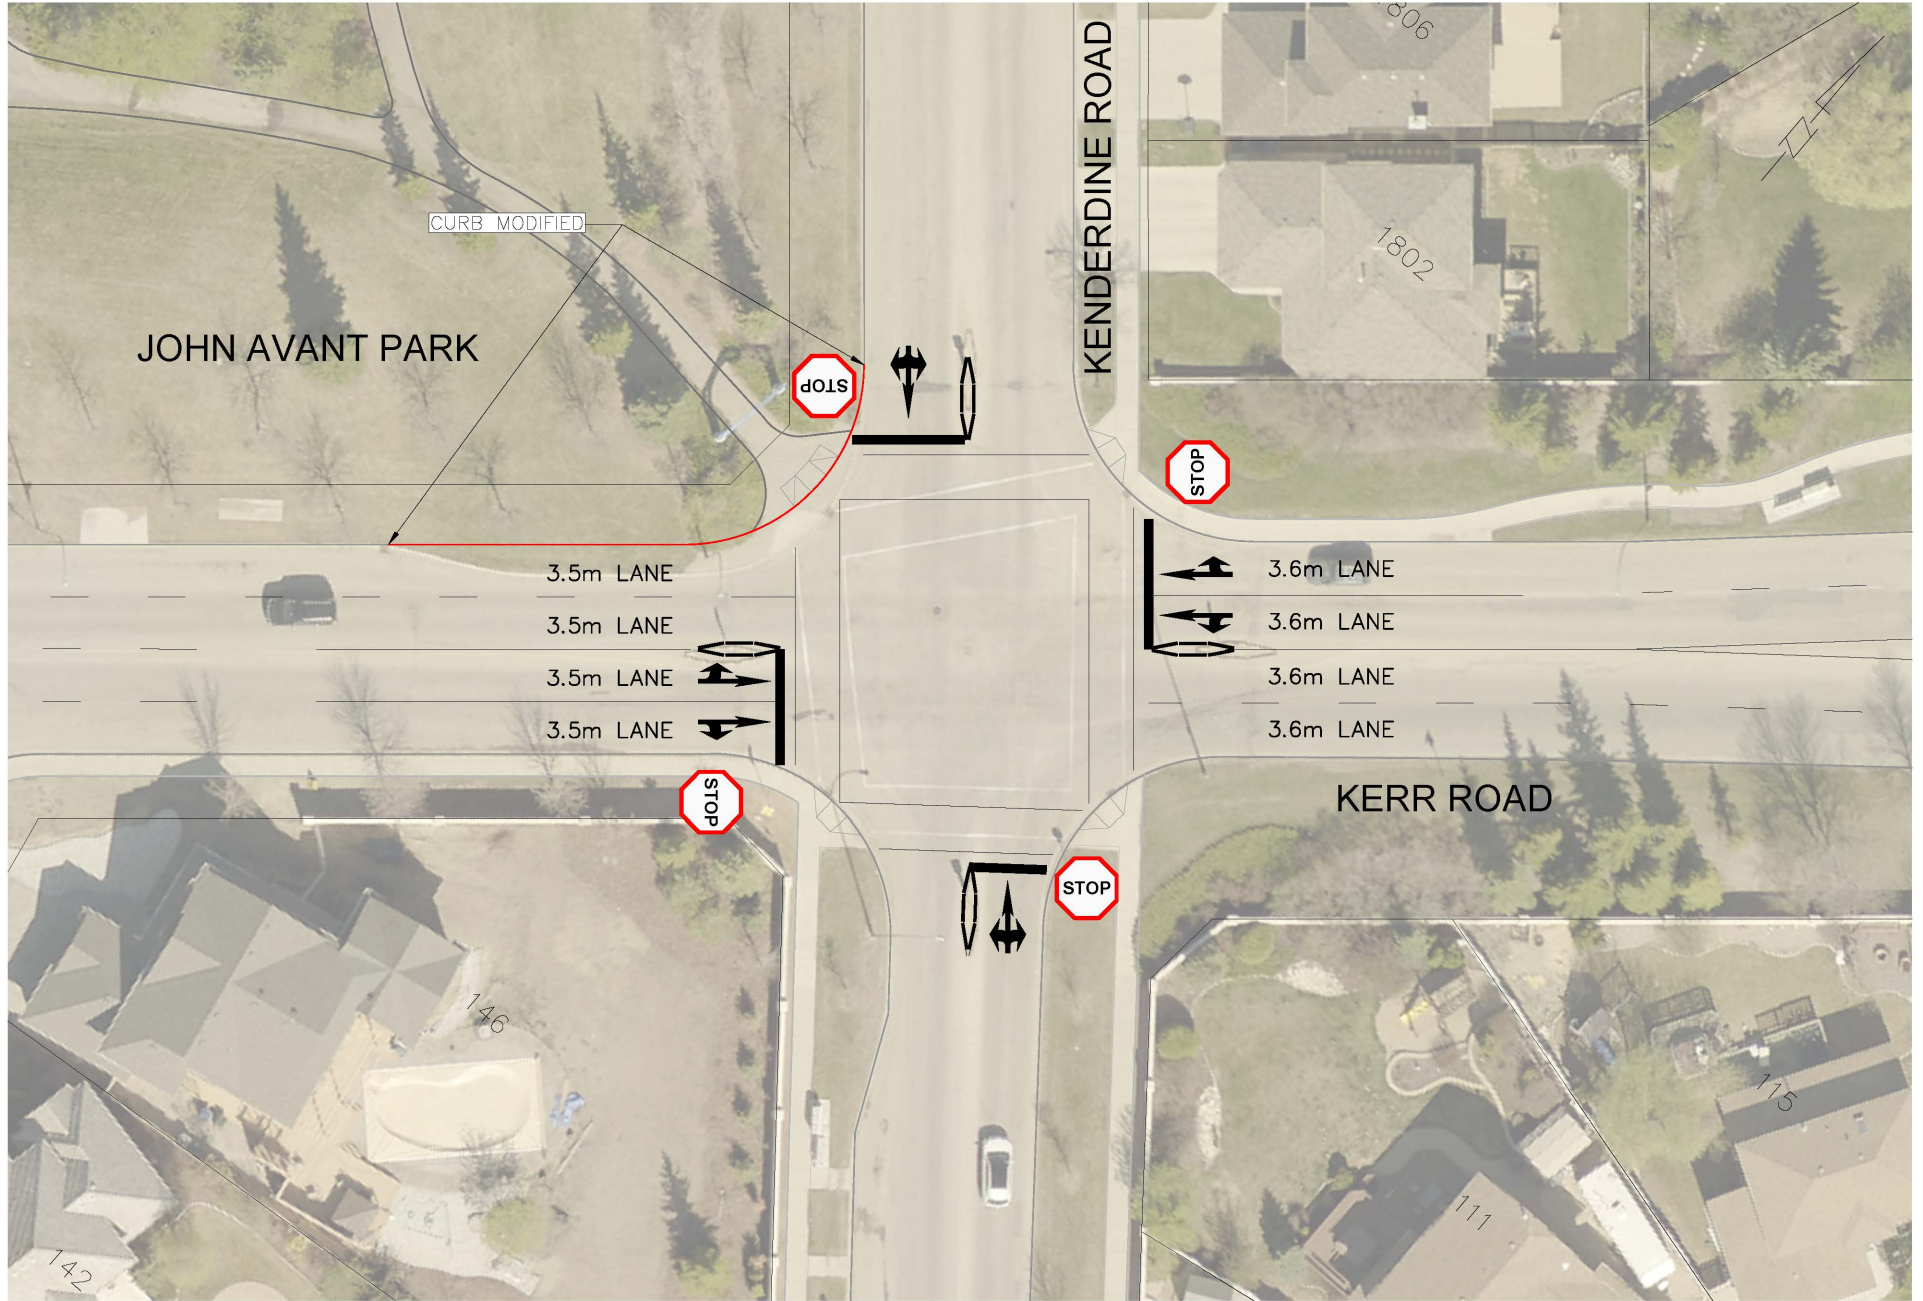 1806
KENDERDINE ROAD
N
CURB MODIFIED
1802
JOHN AVANT PARK
STOP
STOP
3.5m LANE
3.6m LANE
3.5m LANE
3.6m LANE
3.5m LANE
3.6m LANE
3.5m LANE
3.6m LANE
STOP
KERR ROAD
STOP
146
115
111
142